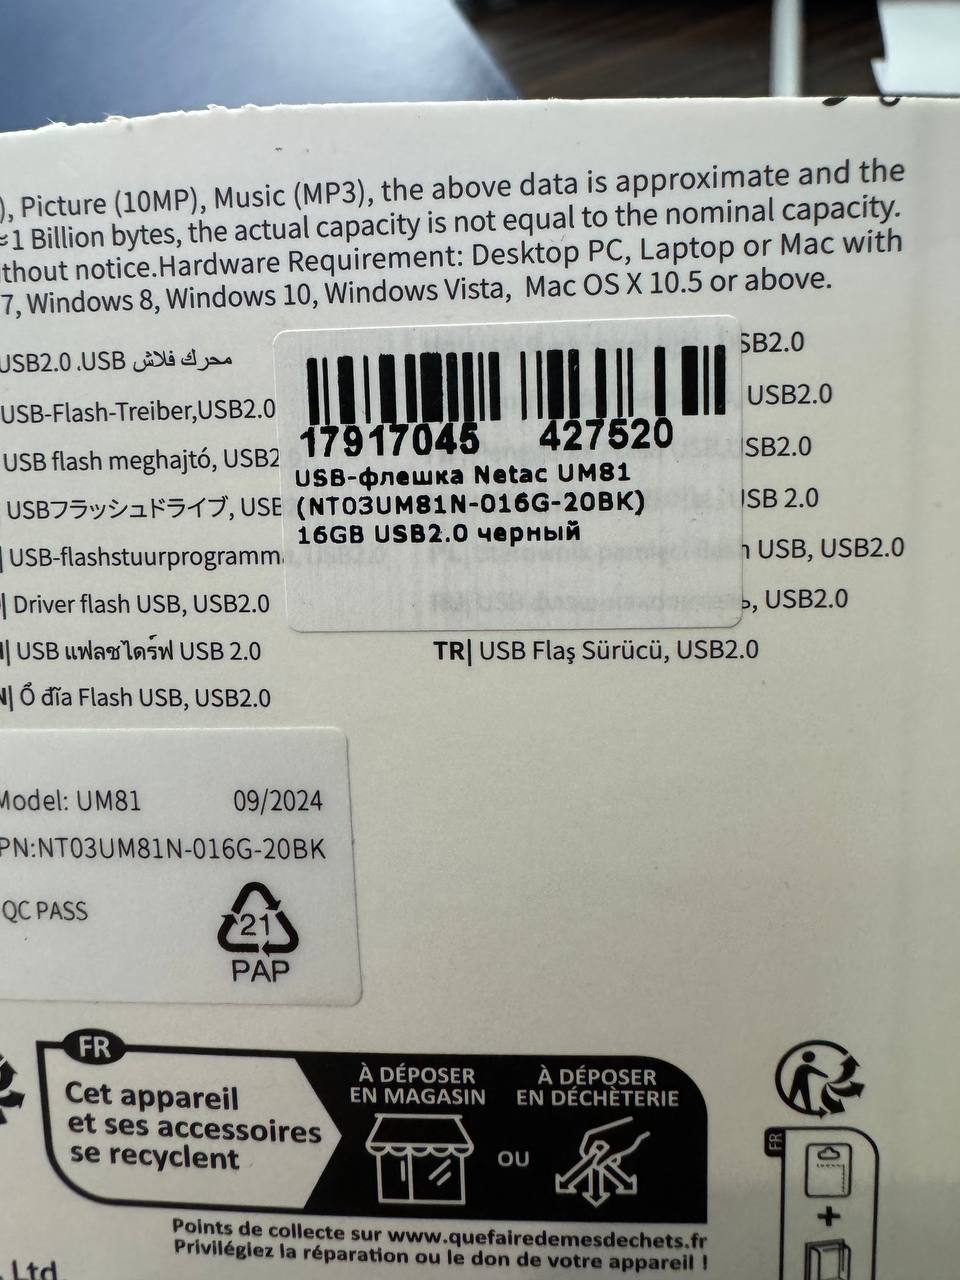 ), Picture (10MP), Music (MP3), the above data is approximate and the
≈1 Billion bytes, the actual capacity is not equal to the nominal capacity.
thout notice.Hardware Requirement: Desktop PC, Laptop or Mac with
7, Windows 8, Windows 10, Windows Vista, Mac OS X 10.5 or above.
USB2.0 .USB محرك فلاش
USB-Flash-Treiber,USB2.0
USB flash meghajtó, USB2
USBフラッシュドライブ, USB
| USB-flashstuurprogramm
| Driver flash USB, USB2.0
| USB แฟลชไดร์ฟ USB 2.0
N| Ổ đĩa Flash USB, USB2.0
SB2.0
USB2.0
SB2.0
USB 2.0
USB, USB2.0
ь, USB2.0
TR| USB Flaş Sürücü, USB2.0
17917045 427520
USB-флешка Netac UM81
(NT03UM81N-016G-20BK)
16GB USB2.0 черный
Model: UM81 09/2024
PN:NT03UM81N-016G-20BK
QC PASS
21
PAP
FR
Cet appareil
et ses accessoires
se recyclent
À DÉPOSER
EN MAGASIN
OU
À DÉPOSER
EN DÉCHÈTERIE
Points de collecte sur www.quefairedemesdechets.fr
Privilégiez la réparation ou le don de votre appareil !
FR
+
Ltd.